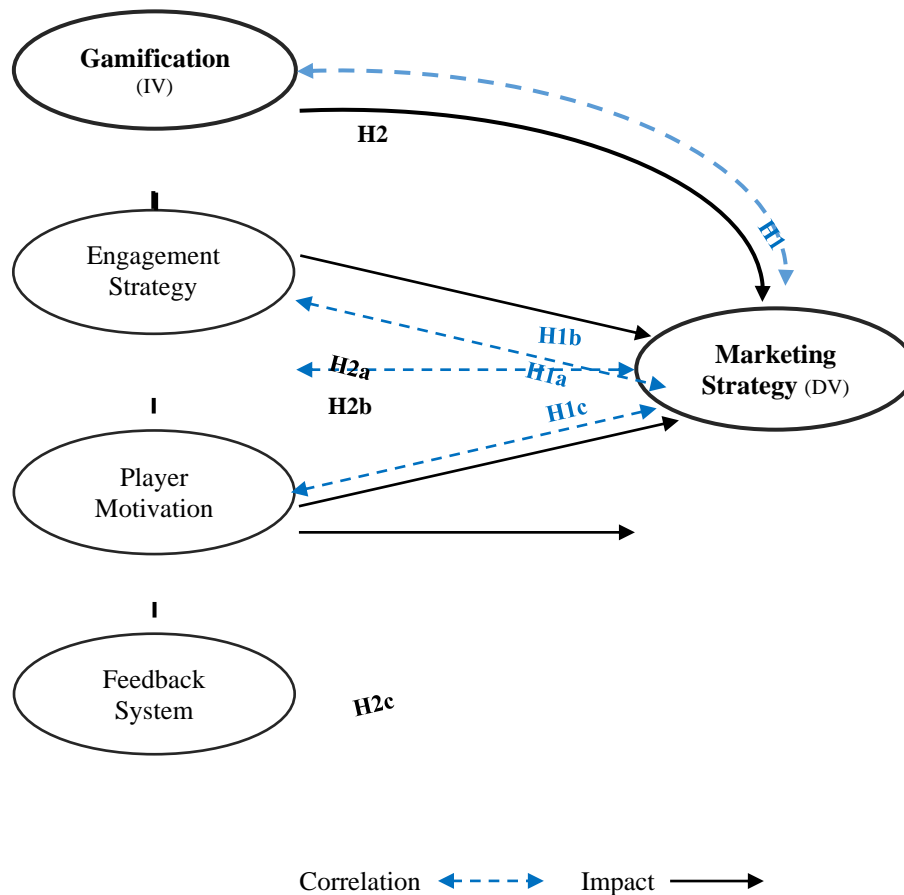 Gamification
(IV)
H2
H1
Engagement
Strategy
H1b
H2a
H1a
Marketing
Strategy (DV)
H2b
H1c
Player
Motivation
Feedback
System
H2c
Correlation
Impact